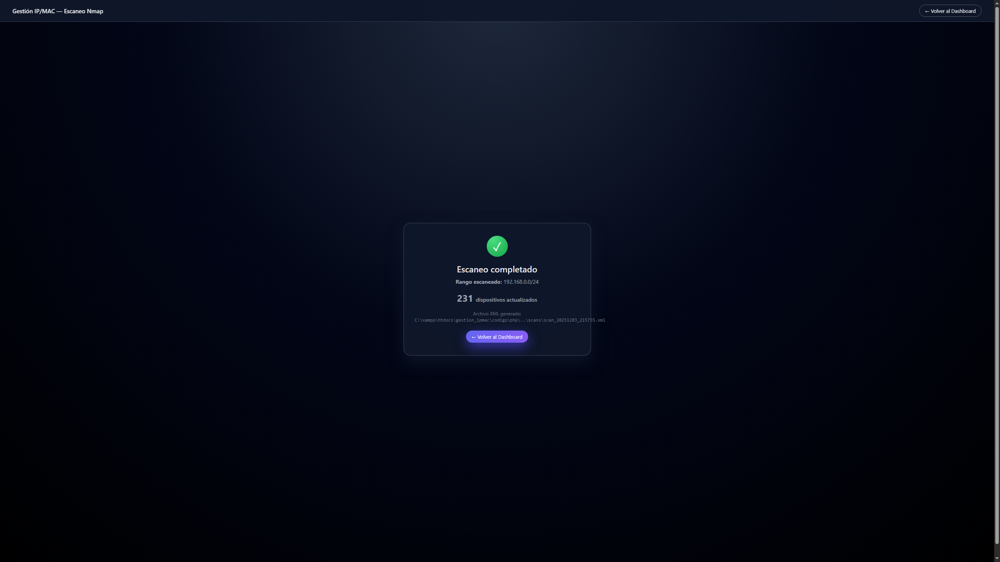 Gestión IP/MAC — Escaneo Nmap
← Volver al Dashboard
✓
Escaneo completado
Rango escaneado: 192.168.0.0/24
231 dispositivos actualizados
Archivo XML generado:
C:\xampp\htdocs\gestion_ipmac\codigo\php\..\scans\scan_20251203_215755.xml
← Volver al Dashboard